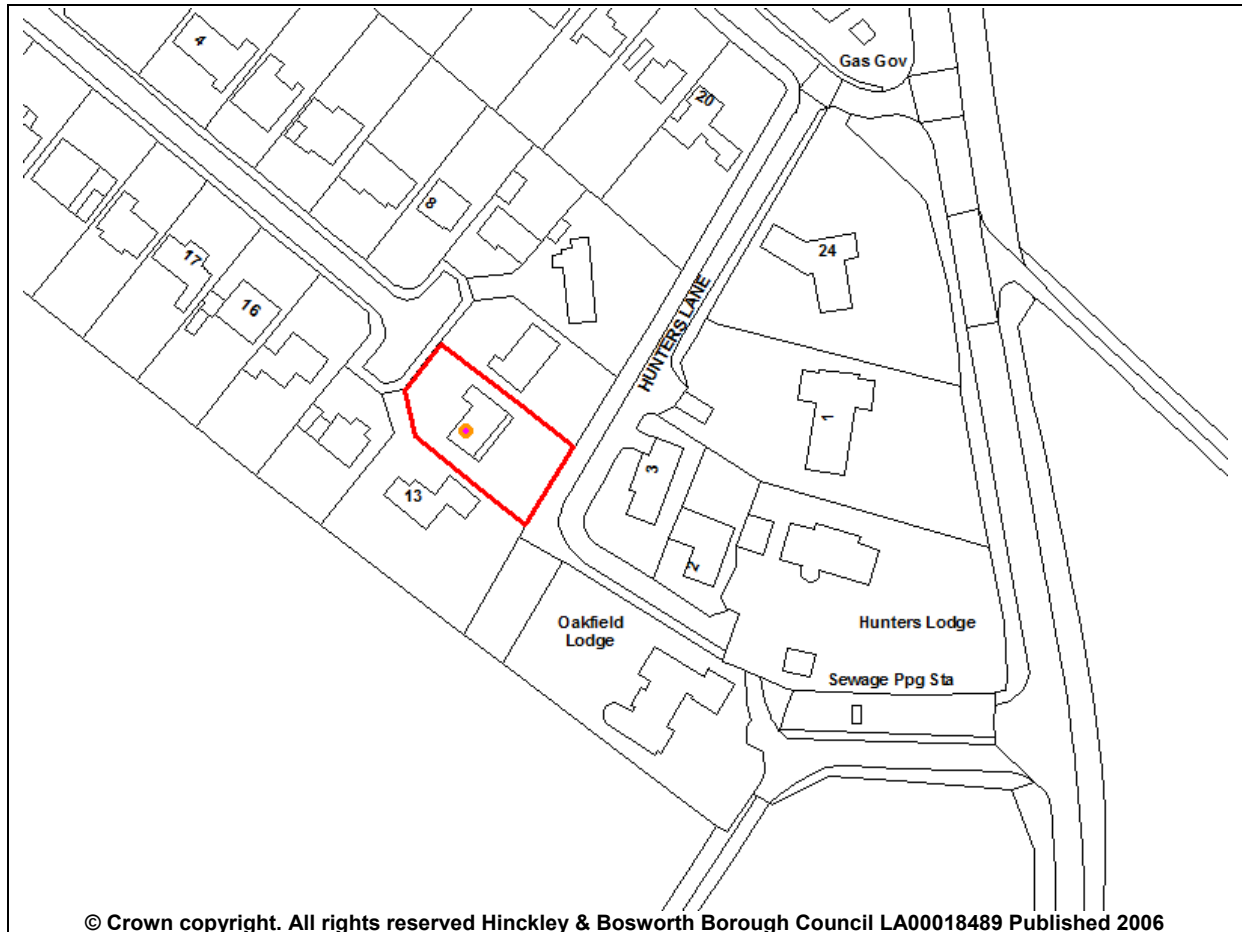 4
Gas Gov
20
8
24
17
16
HUNTERS LANE
1
3
13
2
Oakfield
Lodge
Hunters Lodge
Sewage Ppg Sta
© Crown copyright. All rights reserved Hinckley & Bosworth Borough Council LA00018489 Published 2006